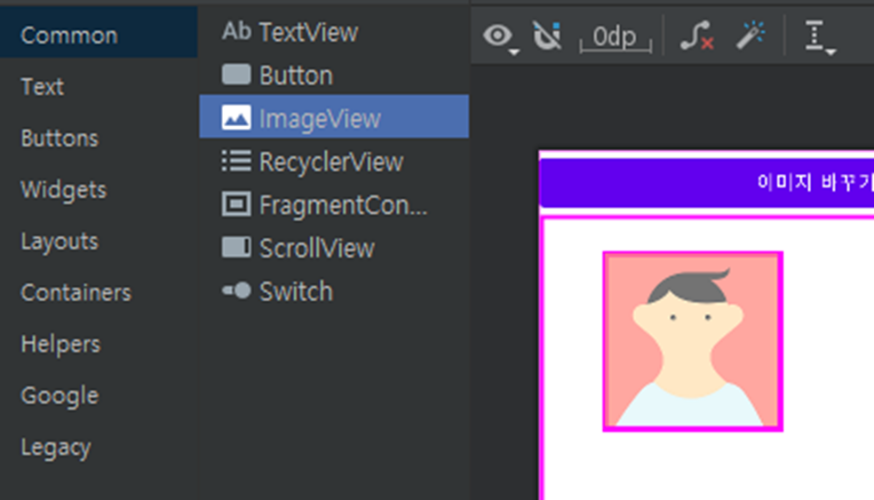 Common
Text
Buttons
Widgets
Layouts
Containers
Helpers
Google
Legacy
Ab TextView
Button
ImageView
RecyclerView
FragmentCon...
ScrollView
Switch
0dp
이미지 바꾸기